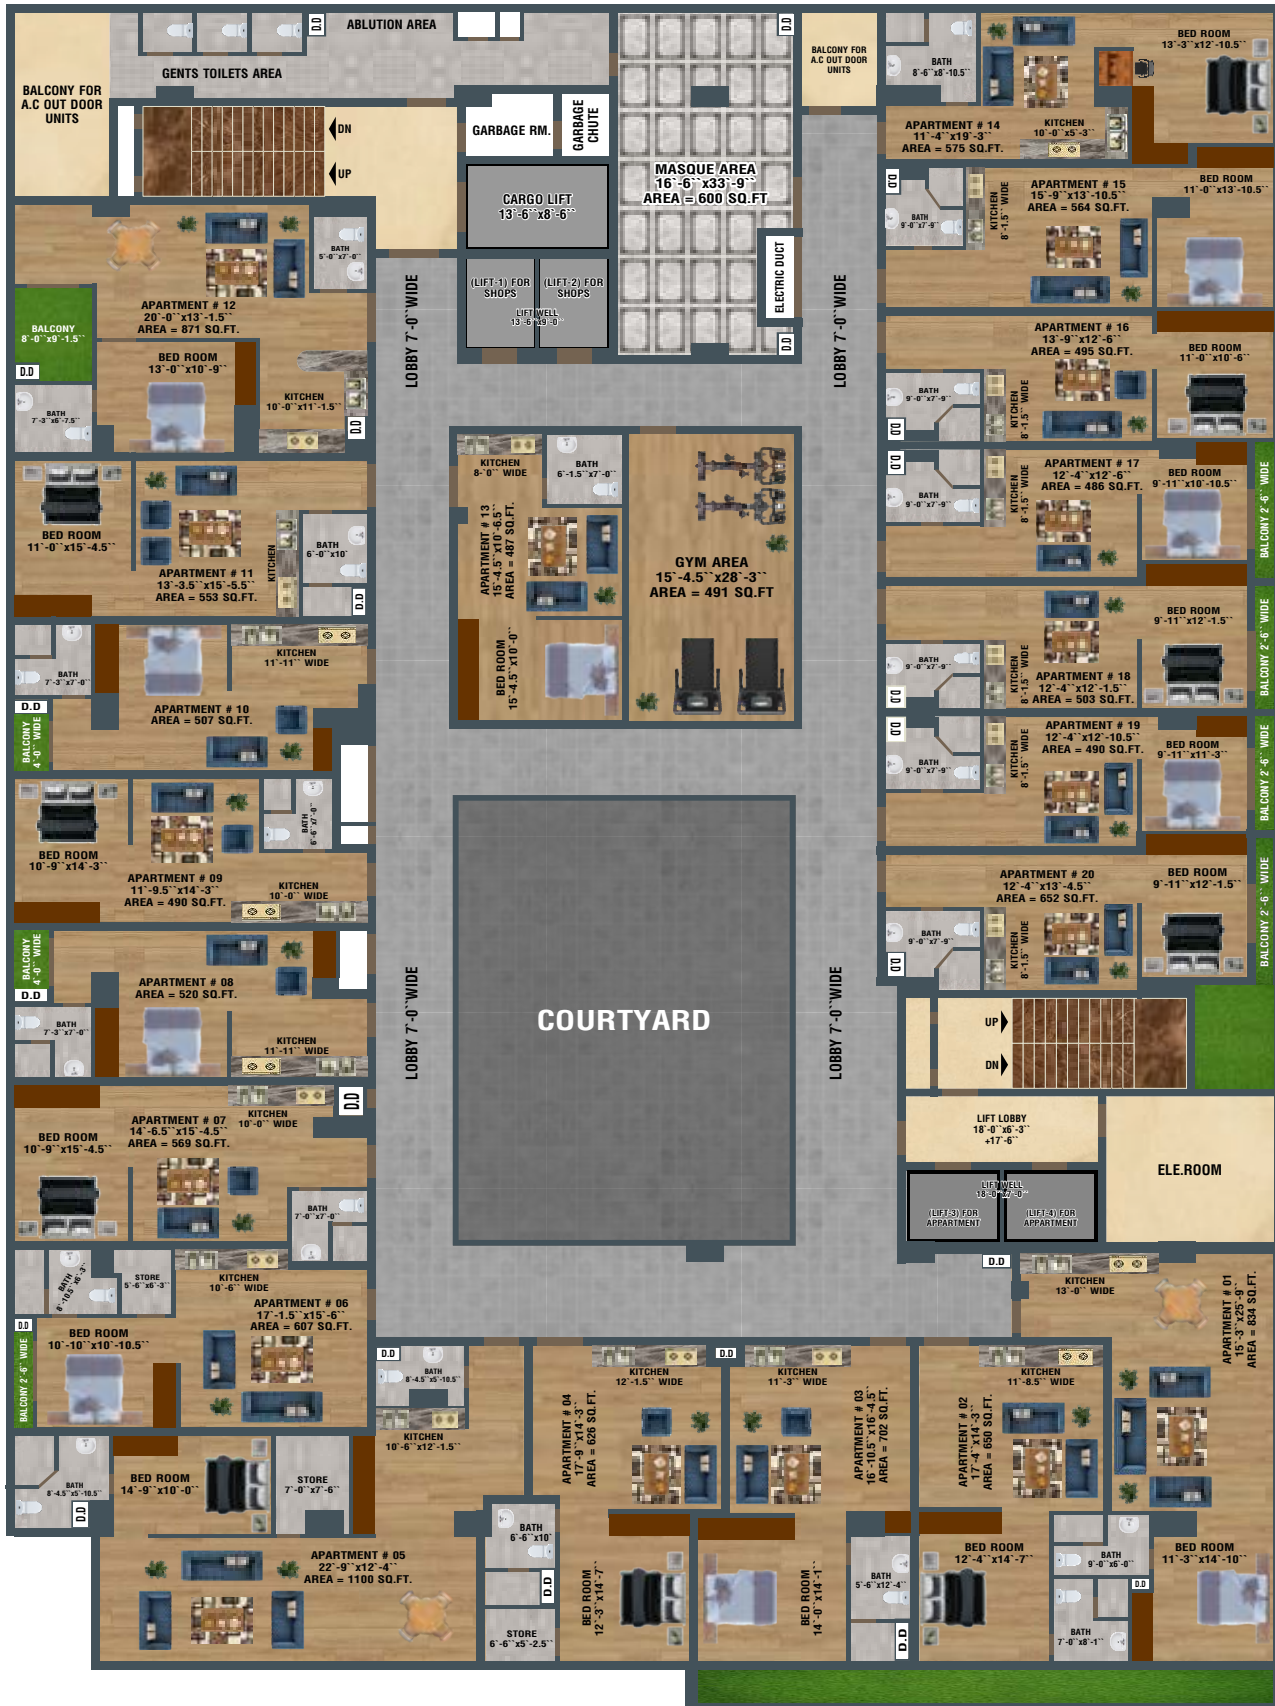 BALCONY FOR
A.C OUT DOOR
UNITS
GENTS TOILETS AREA
D.D
ABLUTION AREA
DN
UP
GARBAGE RM.
GARBAGE
CHUTE
CARGO LIFT
13`-6``x8`-6``
(LIFT-1) FOR
SHOPS
(LIFT-2) FOR
SHOPS
LIFT WELL
13`-6``x9`-0``
MASQUE AREA
16`-6``x33`-9``
AREA = 600 SQ.FT
D.D
ELECTRIC DUCT
D.D
BALCONY FOR
A.C OUT DOOR
UNITS
BATH
8`-6``x8`-10.5``
BED ROOM
13`-3``x12`-10.5``
APARTMENT # 14
11`-4``x19`-3``
AREA = 575 SQ.FT.
KITCHEN
10`-0``x5`-3``
D.D
BATH
9`-0``x7`-9``
KITCHEN
8`-1.5`` WIDE
APARTMENT # 15
15`-9``x13`-10.5``
AREA = 564 SQ.FT.
BED ROOM
11`-0``x13`-10.5``
APARTMENT # 16
13`-9``x12`-6``
AREA = 495 SQ.FT.
BED ROOM
11`-0``x10`-6``
BATH
9`-0``x7`-9``
D.D
KITCHEN
8`-1.5`` WIDE
D.D
BATH
9`-0``x7`-9``
KITCHEN
8`-1.5`` WIDE
APARTMENT # 17
12`-4``x12`-6``
AREA = 486 SQ.FT.
BED ROOM
9`-11``x10`-10.5``
BALCONY 2`-6`` WIDE
BED ROOM
9`-11``x12`-1.5``
BALCONY 2`-6`` WIDE
BATH
9`-0``x7`-9``
D.D
KITCHEN
8`-1.5`` WIDE
APARTMENT # 18
12`-4``x12`-1.5``
AREA = 503 SQ.FT.
D.D
BATH
9`-0``x7`-9``
KITCHEN
8`-1.5`` WIDE
APARTMENT # 19
12`-4``x12`-10.5``
AREA = 490 SQ.FT.
BED ROOM
9`-11``x11`-3``
BALCONY 2`-6`` WIDE
APARTMENT # 20
12`-4``x13`-4.5``
AREA = 652 SQ.FT.
BED ROOM
9`-11``x12`-1.5``
BALCONY 2`-6`` WIDE
BATH
9`-0``x7`-9``
D.D
KITCHEN
8`-1.5`` WIDE
UP
DN
LIFT LOBBY
18`-0``x6`-3``
+17`-6``
LIFT WELL
18`-0``x7`-0``
(LIFT-3) FOR
APPARTMENT
(LIFT-4) FOR
APPARTMENT
ELE.ROOM
BATH
5`-0``x7`-0``
APARTMENT # 12
20`-0``x13`-1.5``
AREA = 871 SQ.FT.
BALCONY
8`-0``x9`-1.5``
D.D
BED ROOM
13`-0``x10`-9``
BATH
7`-3``x6`-7.5``
KITCHEN
10`-0``x11`-1.5``
D.D
LOBBY 7`-0``WIDE
LOBBY 7`-0``WIDE
BED ROOM
11`-0``x15`-4.5``
APARTMENT # 11
13`-3.5``x15`-5.5``
AREA = 553 SQ.FT.
KITCHEN
BATH
6`-0``x10`
D.D
KITCHEN
8-`0`` WIDE
BATH
6`-1.5``x7`-0``
APARTMENT # 13
15`-4.5``x10`-6.5``
AREA = 487 SQ.FT.
BED ROOM
15`-4.5``x10`-0``
GYM AREA
15`-4.5``x28`-3``
AREA = 491 SQ.FT
BATH
7`-3``x7`-0``
KITCHEN
11`-11`` WIDE
D.D
BALCONY
4`-0`` WIDE
APARTMENT # 10
AREA = 507 SQ.FT.
BED ROOM
10`-9``x14`-3``
BATH
6`-6``x7`-0``
APARTMENT # 09
11`-9.5``x14`-3``
AREA = 490 SQ.FT.
KITCHEN
10`-0`` WIDE
BALCONY
4`-0`` WIDE
D.D
APARTMENT # 08
AREA = 520 SQ.FT.
BATH
7`-3``x7`-0``
KITCHEN
11`-11`` WIDE
LOBBY 7`-0``WIDE
COURTYARD
LOBBY 7`-0``WIDE
KITCHEN
10`-0`` WIDE
D.D
APARTMENT # 07
14`-6.5``x15`-4.5``
AREA = 569 SQ.FT.
BED ROOM
10`-9``x15`-4.5``
BATH
7`-0``x7`-0``
BATH
8`-10.5``x6`-3``
STORE
5`-6``x6`-3``
KITCHEN
10`-6`` WIDE
APARTMENT # 06
17`-1.5``x15`-6``
AREA = 607 SQ.FT.
D.D
BED ROOM
10`-10``x10`-10.5``
BALCONY 2`-6`` WIDE
D.D
BATH
8`-4.5``x5`-10.5``
KITCHEN
10`-6``x12`-1.5``
BATH
8`-4.5``x5`-10.5``
D.D
BED ROOM
14`-9``x10`-0``
STORE
7`-0``x7`-6``
APARTMENT # 05
22`-9``x12`-4``
AREA = 1100 SQ.FT.
KITCHEN
12`-1.5`` WIDE
D.D
APARTMENT # 04
17`-9``x14`-3``
AREA = 626 SQ.FT.
BATH
6`-6``x10`
D.D
STORE
6`-6``x5`-2.5``
BED ROOM
12`-3``x14`-7``
KITCHEN
11`-3`` WIDE
APARTMENT # 03
16`-10.5``x16`-4.5``
AREA = 702 SQ.FT.
BED ROOM
14`-0``x14`-1``
BATH
5`-6``x12`-4``
D.D
KITCHEN
11`-8.5`` WIDE
APARTMENT # 02
17`-4``x14`-3``
AREA = 650 SQ.FT.
BED ROOM
12`-4``x14`-7``
D.D
KITCHEN
13`-0`` WIDE
APARTMENT # 01
15`-3``x25`-9``
AREA = 834 SQ.FT.
BATH
9`-0``x6`-0``
D.D
BATH
7`-0``x8`-1``
BED ROOM
11`-3``x14`-10``